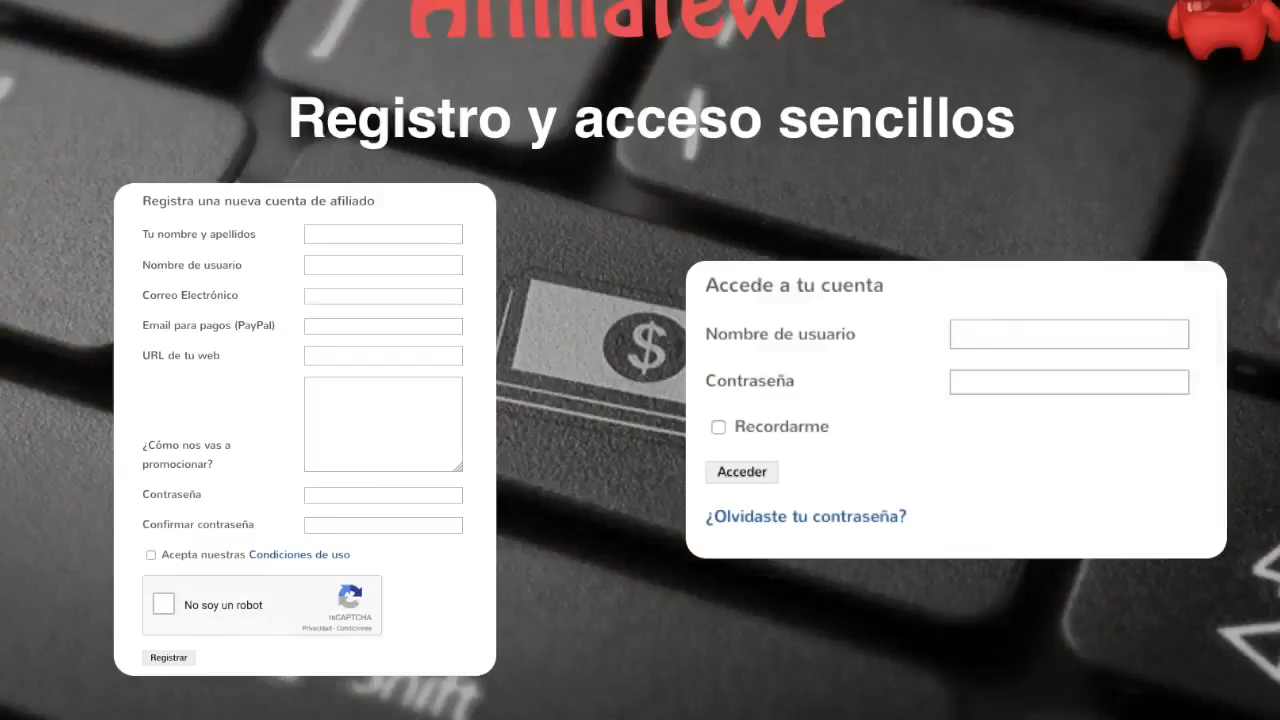 AffiliateWP
Registro y acceso sencillos
Registra una nueva cuenta de afiliado
Tu nombre y apellidos
Nombre de usuario
Correo Electrónico
Email para pagos (PayPal)
URL de tu web
¿Cómo nos vas a
promocionar?
Contraseña
Confirmar contraseña
Acepta nuestras Condiciones de uso
No soy un robot
reCAPTCHA
Privacidad - Condiciones
Registrar
$
Accede a tu cuenta
Nombre de usuario
Contraseña
Recordarme
Acceder
¿Olvidaste tu contraseña?
Shift